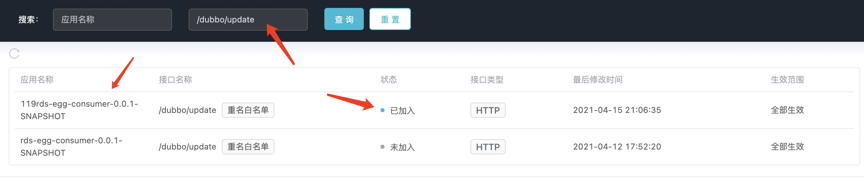 搜索： 应用名称 /dubbo/update 查 询 重 置
应用名称 接口名称 状态 接口类型 最后修改时间 生效范围
119rds-egg-consumer-0.0.1-
SNAPSHOT
/dubbo/update 重名白名单 已加入 HTTP 2021-04-15 21:06:35 全部生效
rds-egg-consumer-0.0.1-
SNAPSHOT
/dubbo/update 重名白名单 未加入 HTTP 2021-04-12 17:52:20 全部生效